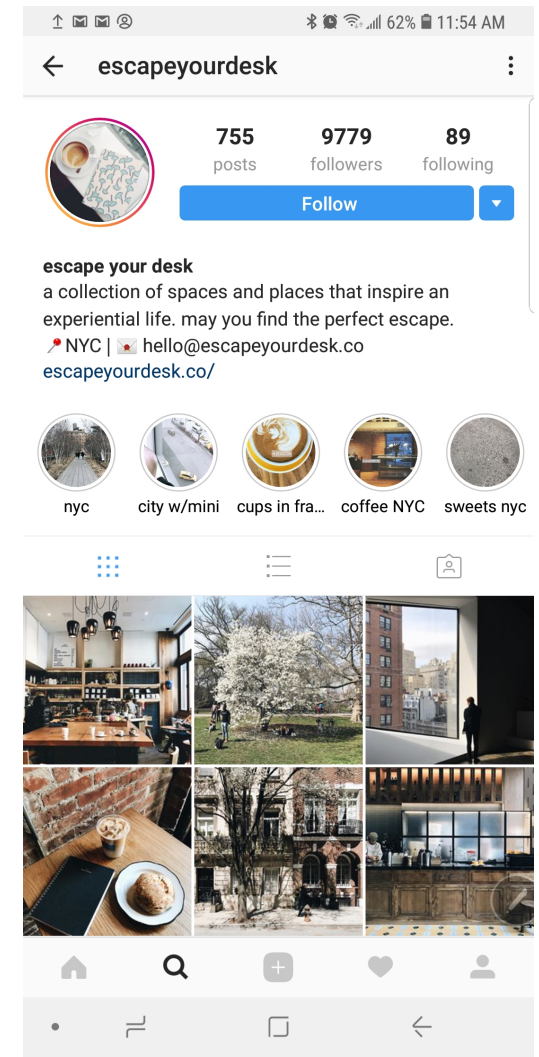 62% 11:54 AM
escapeyourdesk
755 9779 89
posts followers following
Follow
escape your desk
a collection of spaces and places that inspire an
experiential life. may you find the perfect escape.
📍NYC | 💌 hello@escapeyourdesk.co
escapeyourdesk.co/
nyc city w/mini cups in fra... coffee NYC sweets nyc